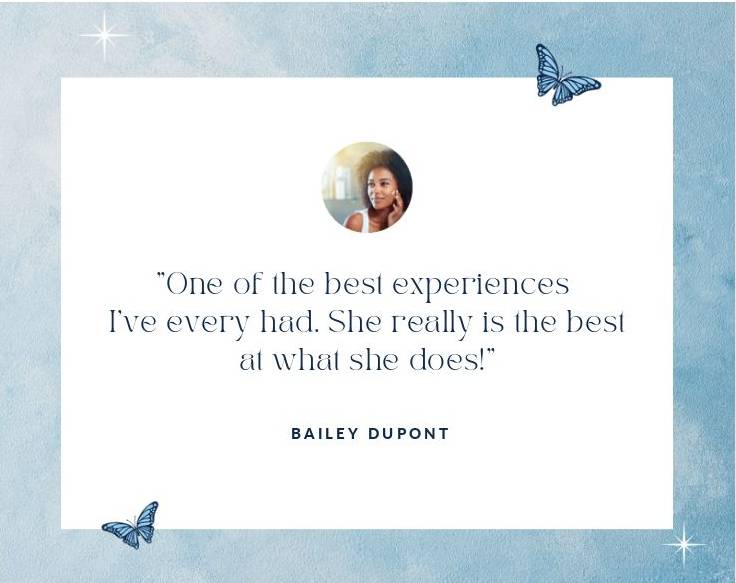 "One of the best experiences
I've every had. She really is the best
at what she does!"
BAILEY DUPONT